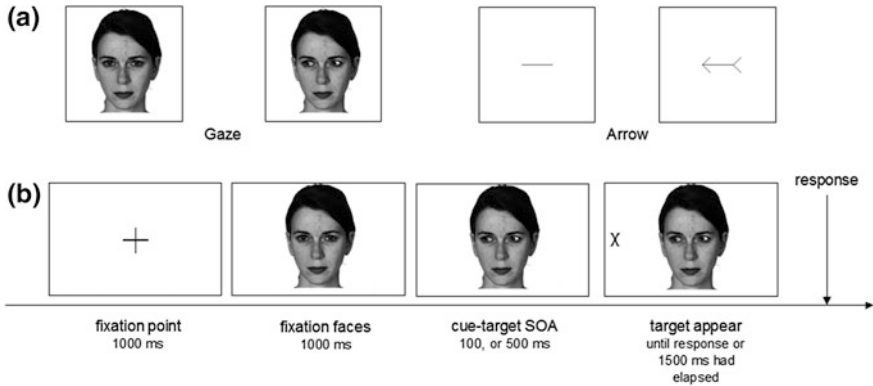 (a)
Gaze
Arrow
(b)
response
X
fixation point
1000 ms
fixation faces
1000 ms
cue-target SOA
100, or 500 ms
target appear
until response or
1500 ms had
elapsed